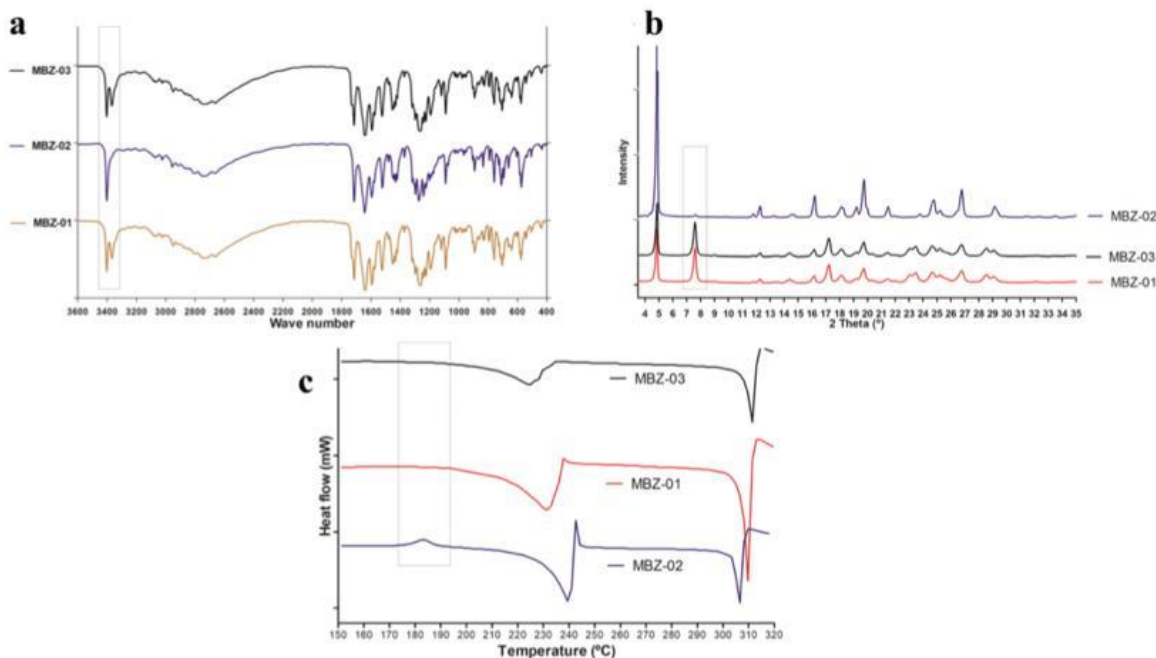 a
MBZ-03
MBZ-02
MBZ-01
3600 3400 3200 3000 2800 2600 2400 2200 2000 1800 1600 1400 1200 1000 800 600 400
Wave number
b
Intensity
MBZ-02
MBZ-03
MBZ-01
4 5 6 7 8 9 10 11 12 13 14 15 16 17 18 19 20 21 22 23 24 25 26 27 28 29 30 31 32 33 34 35
2 Theta (º)
c
Heat flow (mW)
MBZ-03
MBZ-01
MBZ-02
150 160 170 180 190 200 210 220 230 240 250 260 270 280 290 300 310 320
Temperature (ºC)